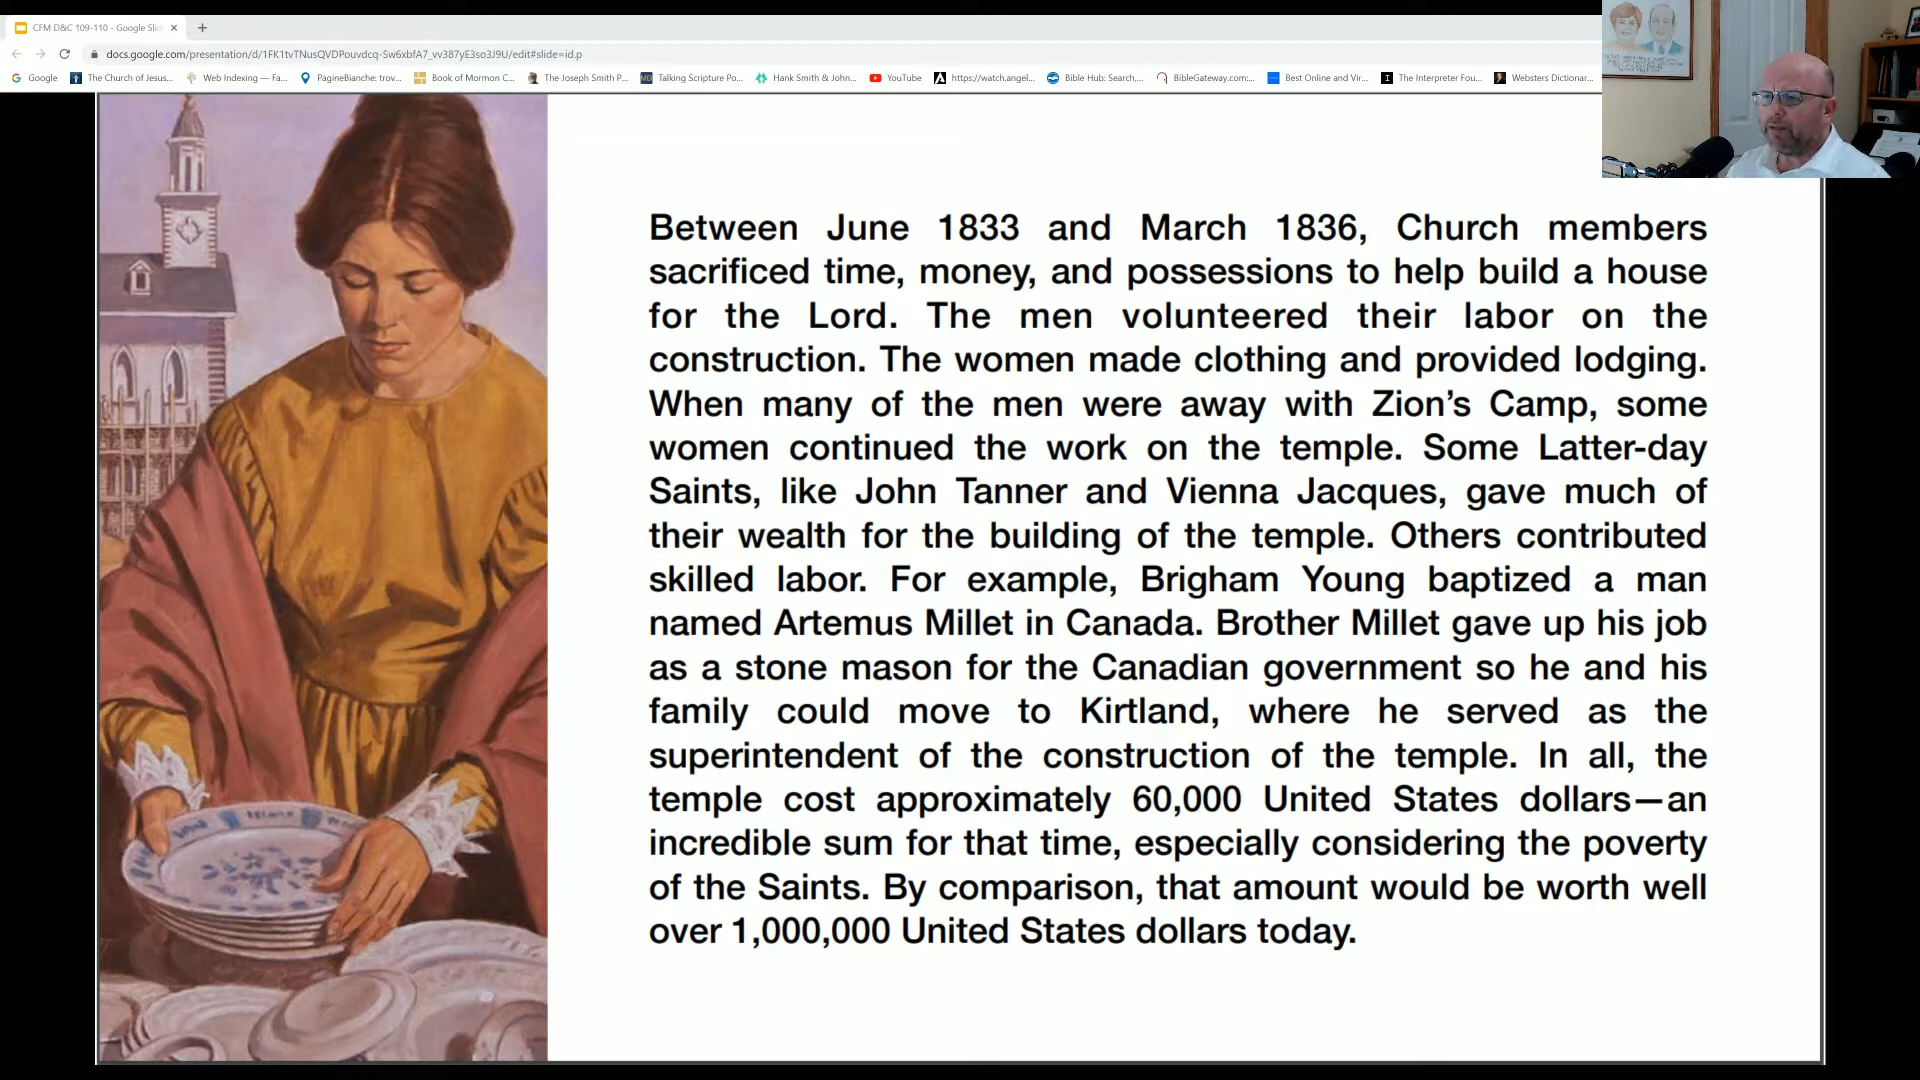 CFM D&C 109-110 - Google Slid
docs.google.com/presentation/d/1FK1tvTNusQVDPouvdcq-Sw6xbfA7_vv387yE3so3J9U/edit#slide=id.p
Google
The Church of Jesus...
Web Indexing — Fa...
PagineBianche: trov...
Book of Mormon C...
The Joseph Smith P...
Talking Scripture Po...
Hank Smith & John...
YouTube
https://watch.angel...
Bible Hub: Search,...
BibleGateway.com:...
Best Online and Vir...
The Interpreter Fou...
Websters Dictionar...
Between June 1833 and March 1836, Church members
sacrificed time, money, and possessions to help build a house
for the Lord. The men volunteered their labor on the
construction. The women made clothing and provided lodging.
When many of the men were away with Zion’s Camp, some
women continued the work on the temple. Some Latter-day
Saints, like John Tanner and Vienna Jacques, gave much of
their wealth for the building of the temple. Others contributed
skilled labor. For example, Brigham Young baptized a man
named Artemus Millet in Canada. Brother Millet gave up his job
as a stone mason for the Canadian government so he and his
family could move to Kirtland, where he served as the
superintendent of the construction of the temple. In all, the
temple cost approximately 60,000 United States dollars—an
incredible sum for that time, especially considering the poverty
of the Saints. By comparison, that amount would be worth well
over 1,000,000 United States dollars today.